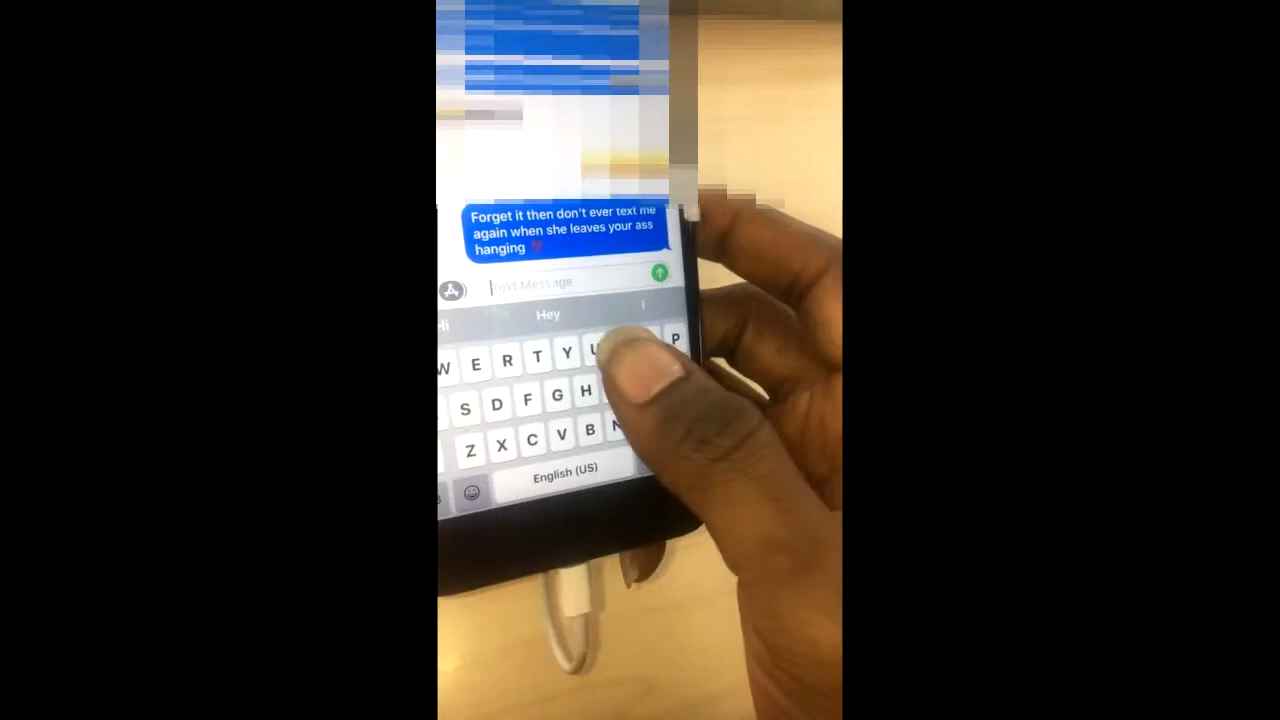 Forget it then don't ever text me
again when she leaves your ass
hanging 💯
Text Message
Hi Hey I
W E R T Y U P
S D F G H
Z X C V B N
English (US)